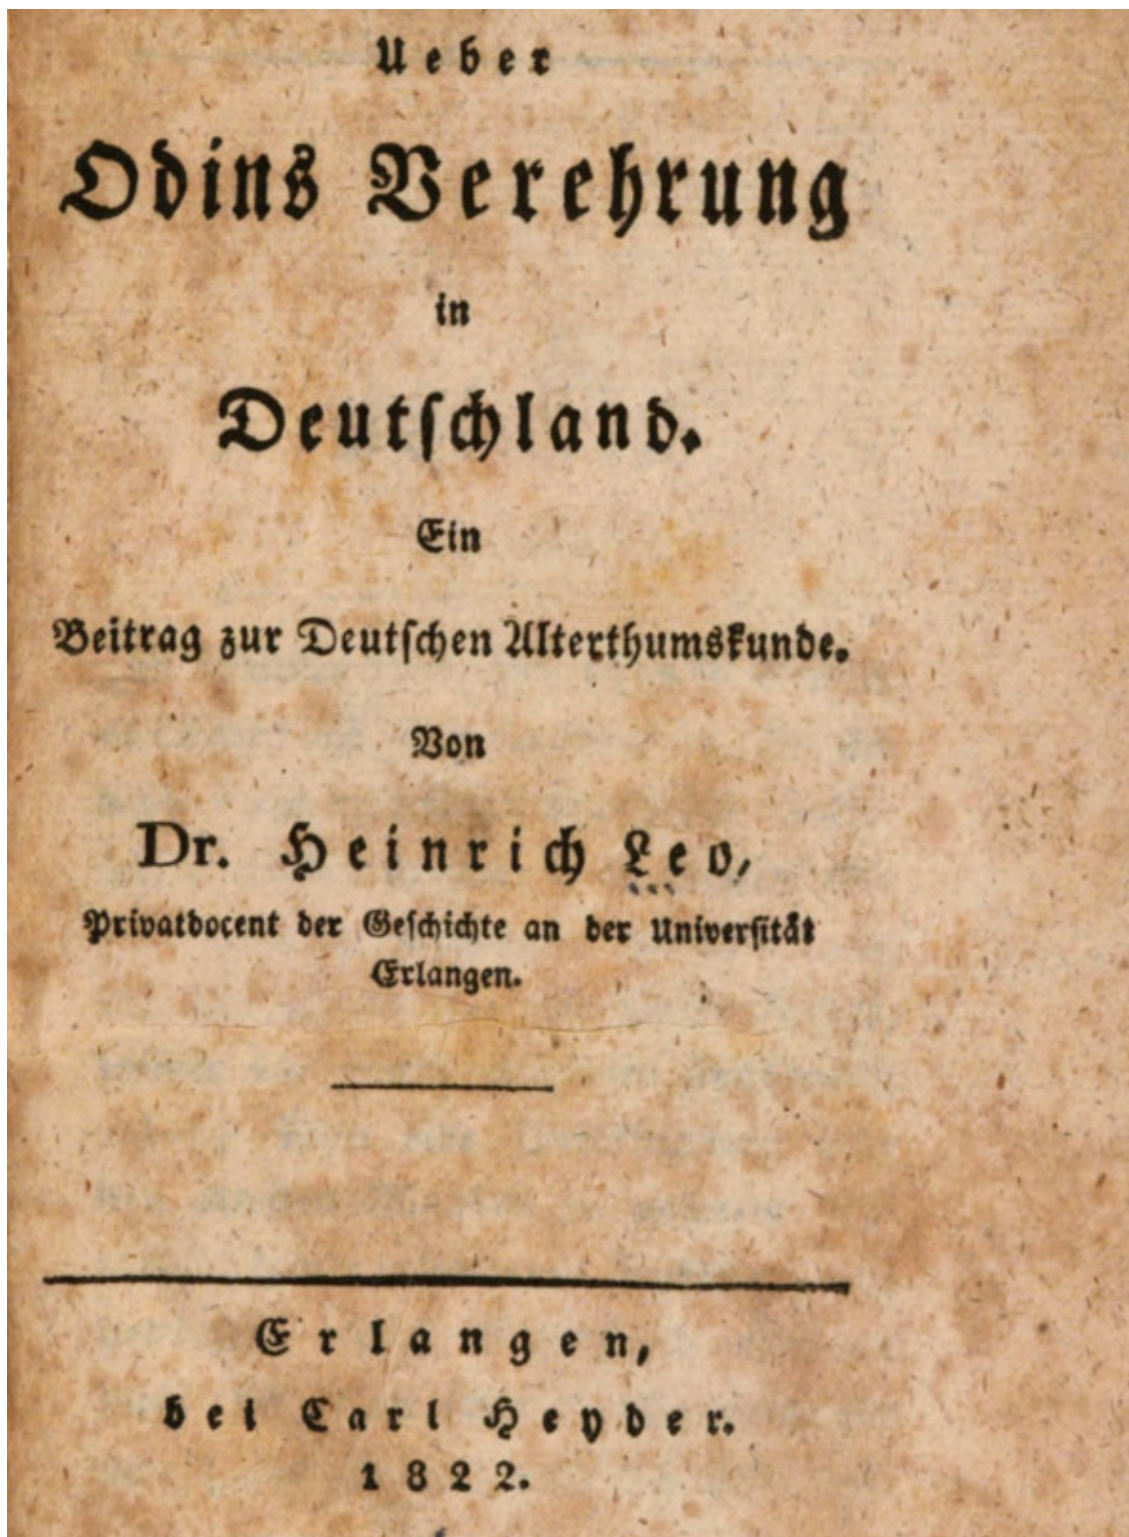 Ueber
Odins Verehrung
in
Deutschland.
Ein
Beitrag zur Deutschen Alterthumskunde.
Von
Dr. Heinrich Leo,
Privatdocent der Geschichte an der Universität
Erlangen.
Erlangen,
bei Carl Heyder.
1822.